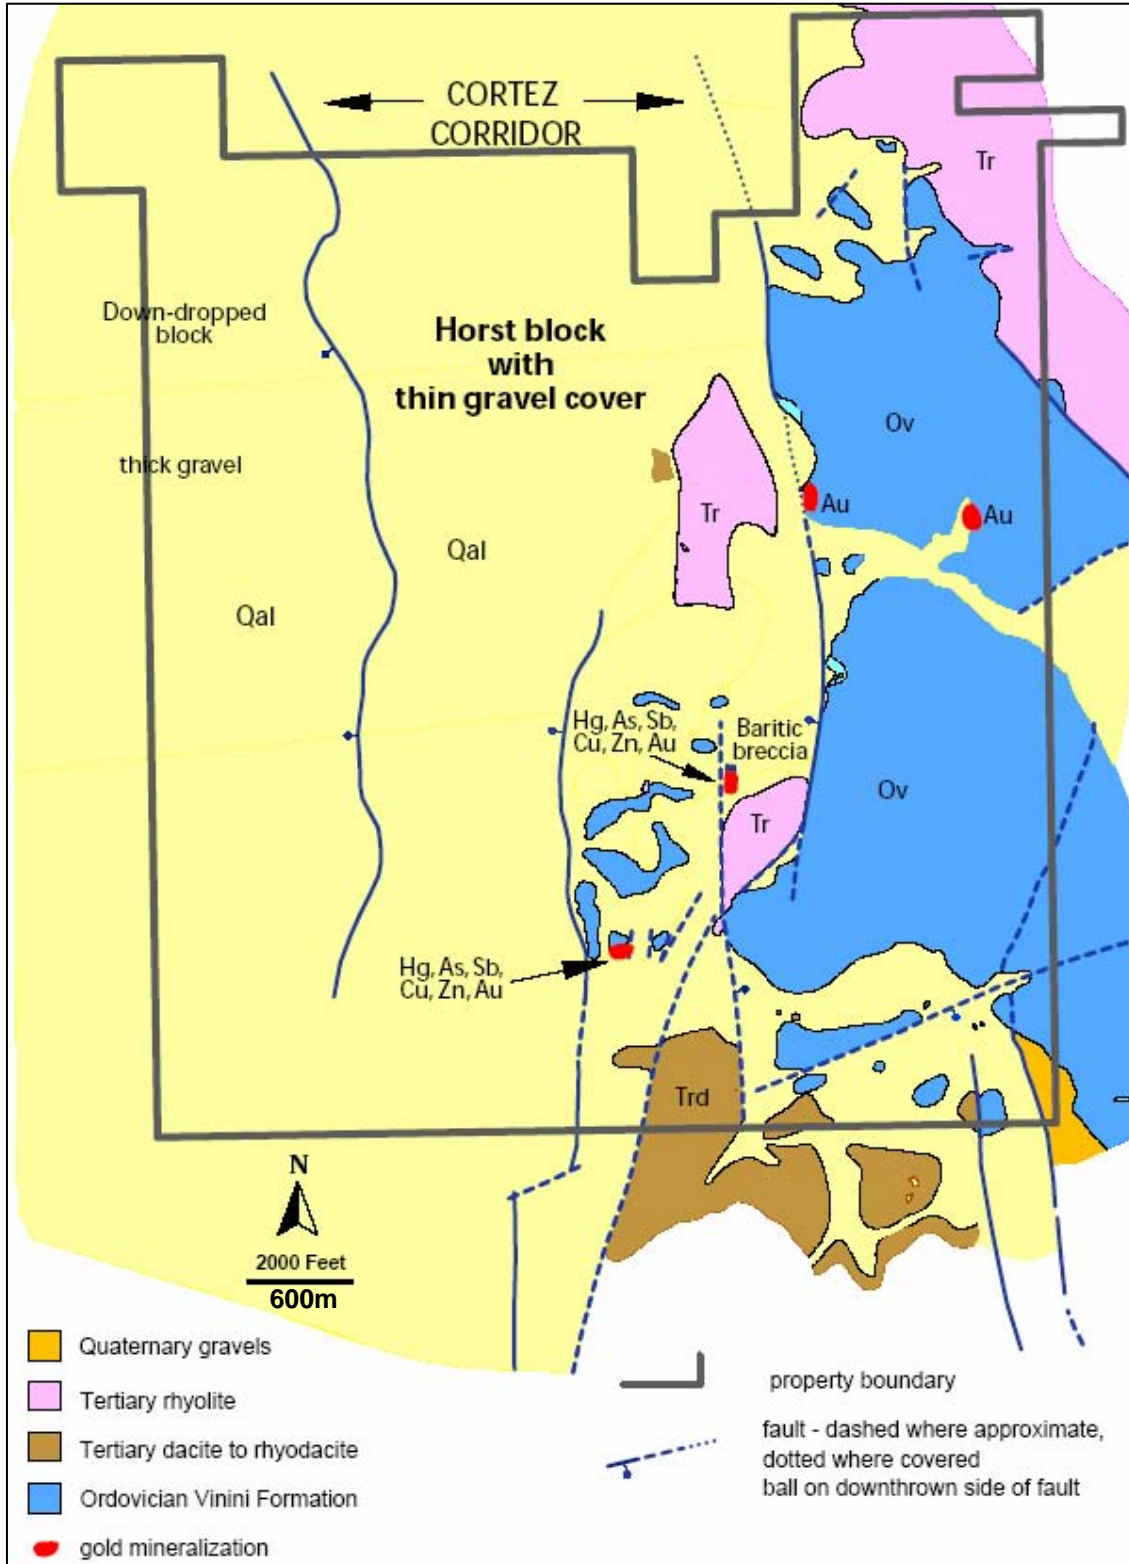 CORTEZ
CORRIDOR
Tr
Down-dropped
block
Horst block
with
thin gravel cover
Ov
thick gravel
Tr
Au
Au
Qal
Qal
Hg, As, Sb,
Cu, Zn, Au
Baritic
breccia
Ov
Tr
Hg, As, Sb,
Cu, Zn, Au
Trd
N
2000 Feet
600m
Quaternary gravels
Tertiary rhyolite
Tertiary dacite to rhyodacite
Ordovician Vinini Formation
gold mineralization
property boundary
fault - dashed where approximate,
dotted where covered
ball on downthrown side of fault